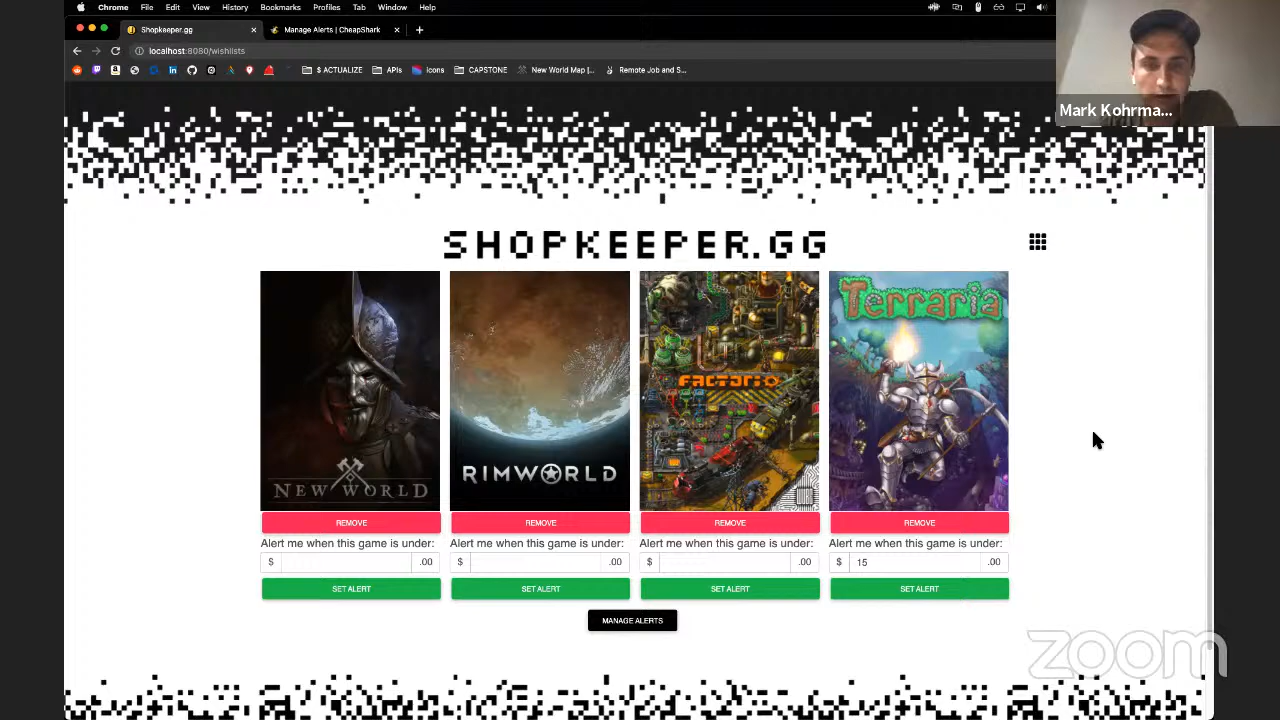 Chrome File Edit View History Bookmarks Profiles Tab Window Help
Shopkeeper.gg
Manage Alerts | CheapShark
localhost:8080/wishlists
$ ACTUALIZE
APIs
icons
CAPSTONE
New World Map |...
Remote Job and S...
Mark Kohrma...
SHOPKEEPER.GG
NEW WORLD
RIMWORLD
FACTORIO
Terraria
REMOVE REMOVE REMOVE REMOVE
Alert me when this game is under: Alert me when this game is under: Alert me when this game is under: Alert me when this game is under:
$ .00 $ .00 $ .00 $ 15 .00
SET ALERT SET ALERT SET ALERT SET ALERT
MANAGE ALERTS
zoom